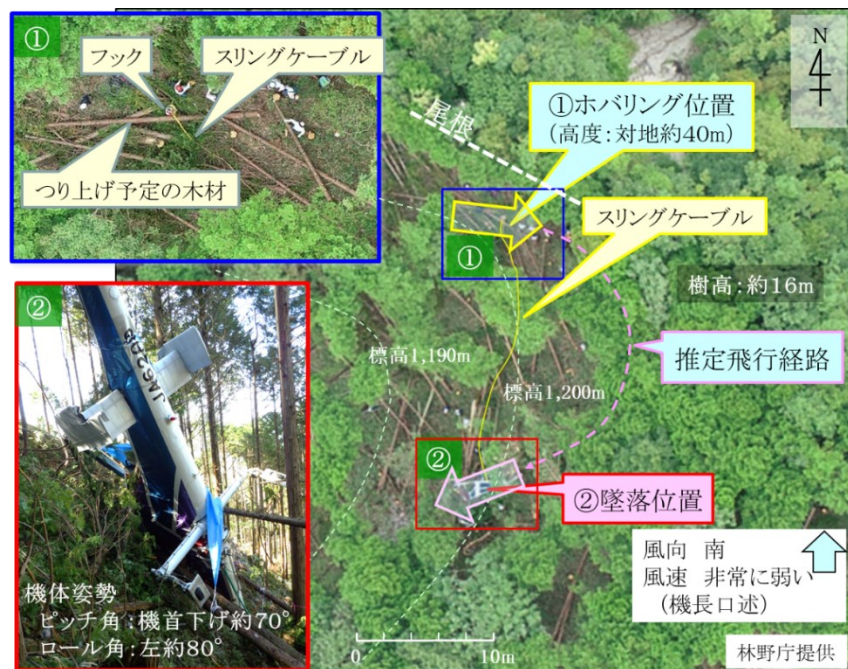 ①
フック
スリングケーブル
つり上げ予定の木材
N
尾根
①ホバリング位置
(高度:対地約40m)
スリングケーブル
①
樹高:約16m
推定飛行経路
標高1,190m
標高1,200m
②
JA6208
機体姿勢
ピッチ角:機首下げ約70°
ロール角:左約80°
②
②墜落位置
風向 南
風速 非常に弱い
(機長口述)
0
10m
林野庁提供